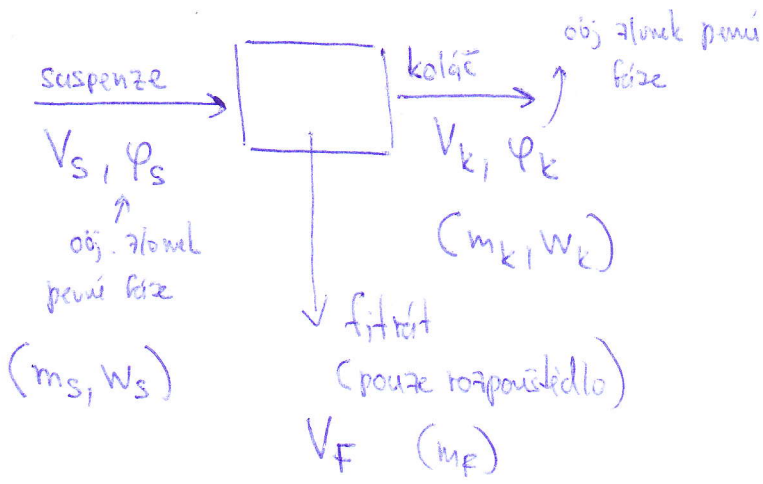 suspenze
V_S, φ_S
obj. zlomek
pevné fáze
(m_S, w_S)
koláč
V_k, φ_k
obj zlomek pevné
fáze
(m_k, w_k)
filtrát
(pouze rozpouštědlo)
V_F (m_F)